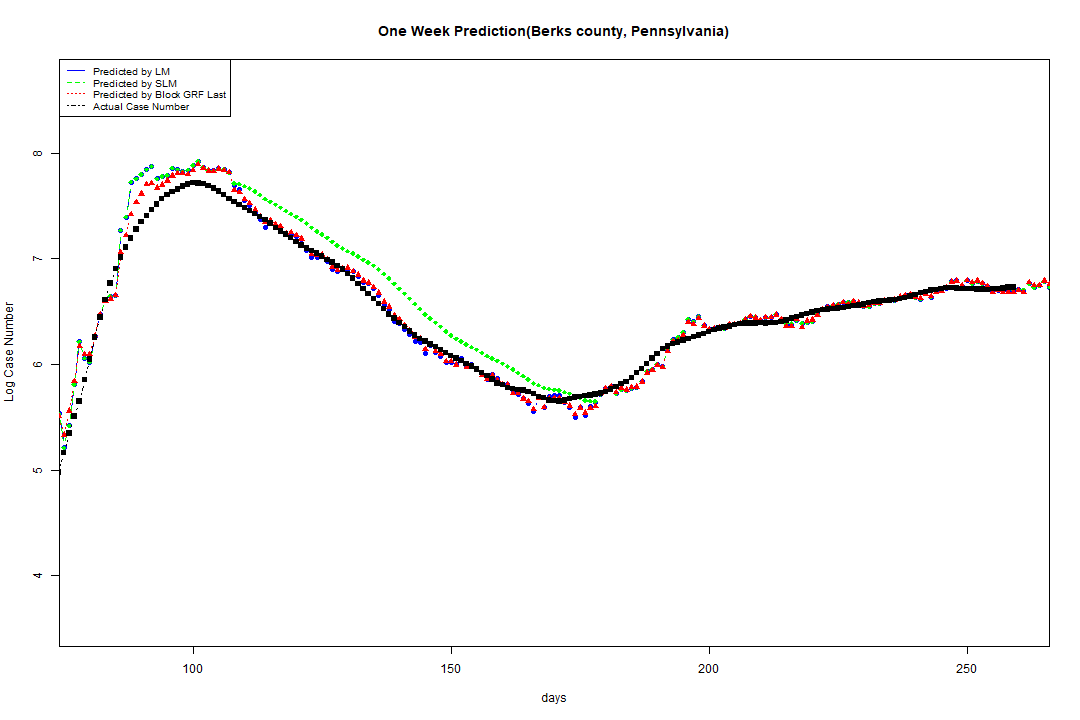 One Week Prediction(Berks county, Pennsylvania)
Predicted by LM
Predicted by SLM
Predicted by Block GRF Last
Actual Case Number
8
7
6
5
4
Log Case Number
100 150 200 250
days